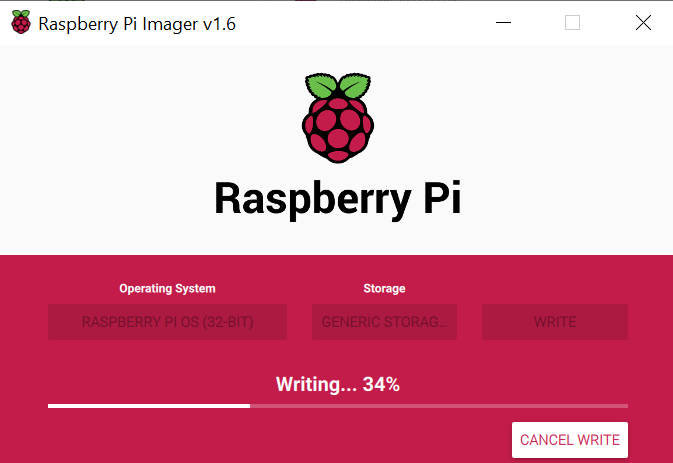 Raspberry Pi Imager v1.6
Raspberry Pi
Operating System Storage
RASPBERRY PI OS (32-BIT) GENERIC STORAG... WRITE
Writing... 34%
CANCEL WRITE